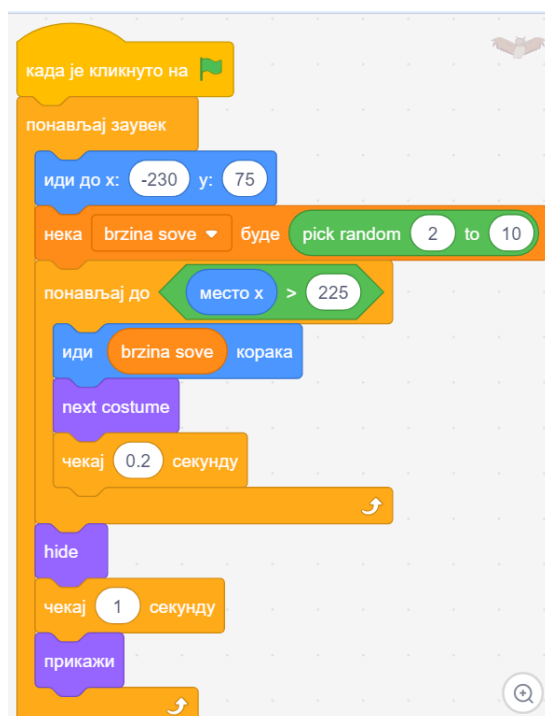 када је кликнуто на
понављај заувек
иди до x: -230 y: 75
нека brzina sove буде pick random 2 to 10
понављај до место x > 225
иди brzina sove корака
next costume
чекај 0.2 секунду
hide
чекај 1 секунду
прикажи